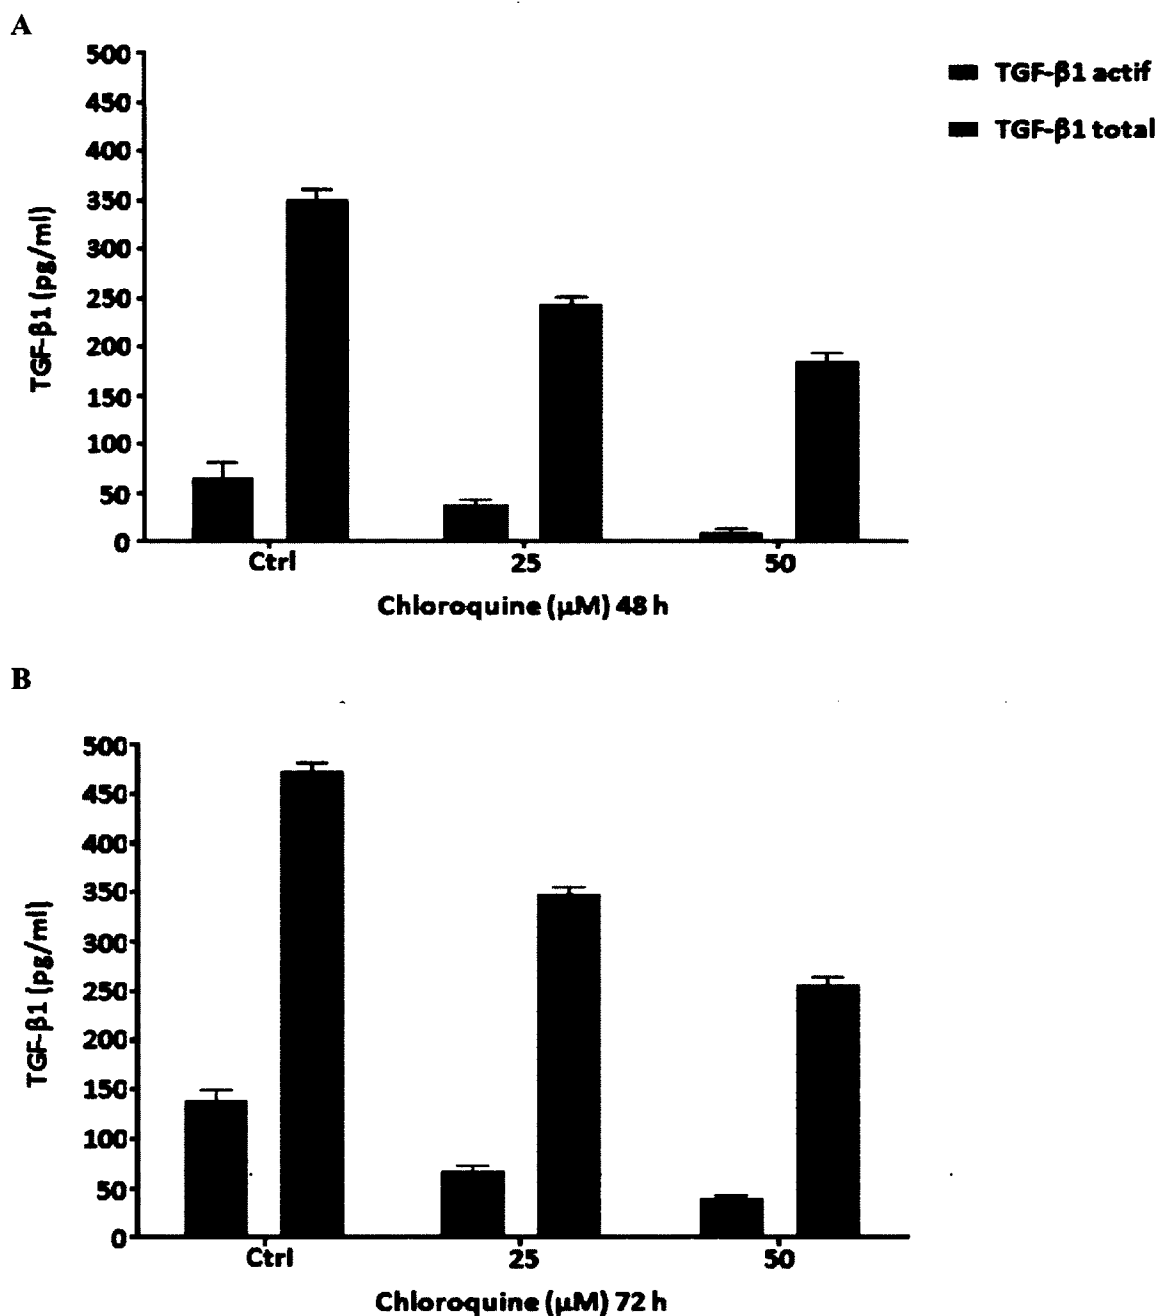 A
500
450
400
350
300
250
200
150
100
50
0
TGF-β1 (pg/ml)
Ctrl 25 50
Chloroquine (µM) 48 h
TGF-β1 actif
TGF-β1 total
B
500
450
400
350
300
250
200
150
100
50
0
TGF-β1 (pg/ml)
Ctrl 25 50
Chloroquine (µM) 72 h